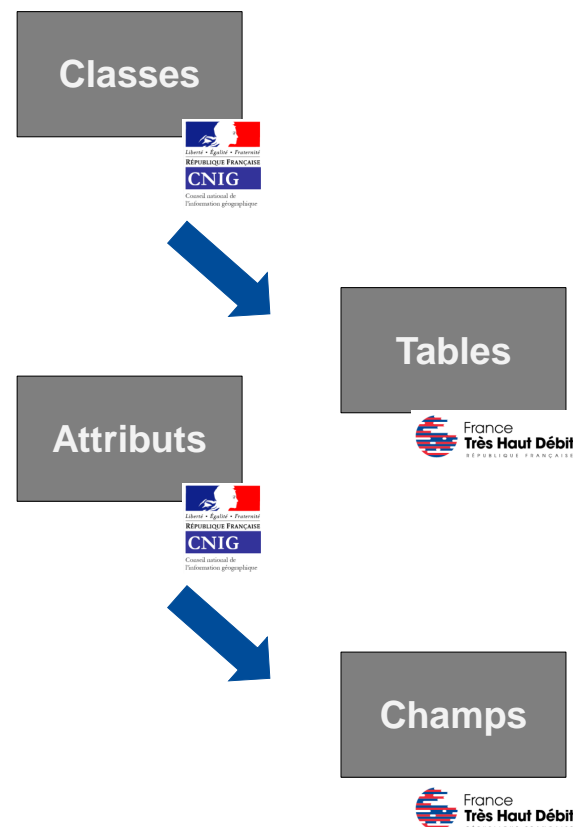 Classes
Liberté • Égalité • Fraternité
RÉPUBLIQUE FRANÇAISE
CNIG
Conseil national de
l'information géographique
Tables
France
Très Haut Débit
RÉPUBLIQUE FRANÇAISE
Attributs
Liberté • Égalité • Fraternité
RÉPUBLIQUE FRANÇAISE
CNIG
Conseil national de
l'information géographique
Champs
France
Très Haut Débit